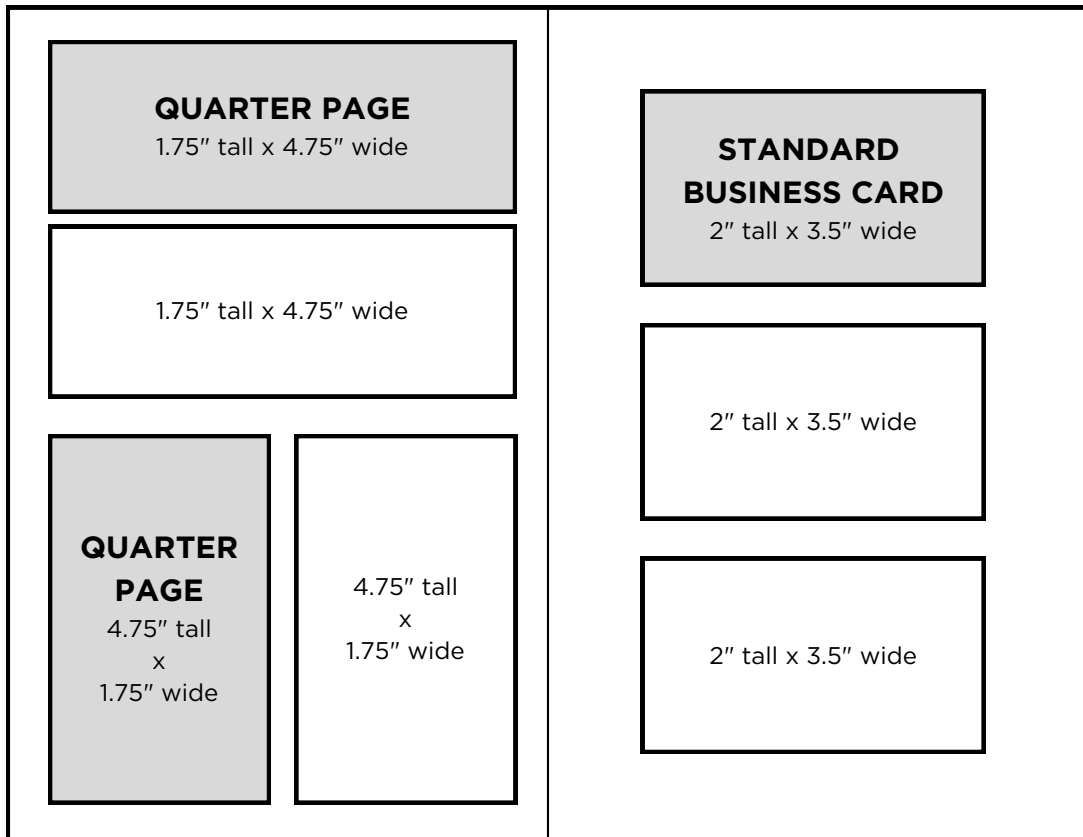 QUARTER PAGE
1.75" tall x 4.75" wide
1.75" tall x 4.75" wide
QUARTER
PAGE
4.75" tall
x
1.75" wide
4.75" tall
x
1.75" wide
STANDARD
BUSINESS CARD
2" tall x 3.5" wide
2" tall x 3.5" wide
2" tall x 3.5" wide